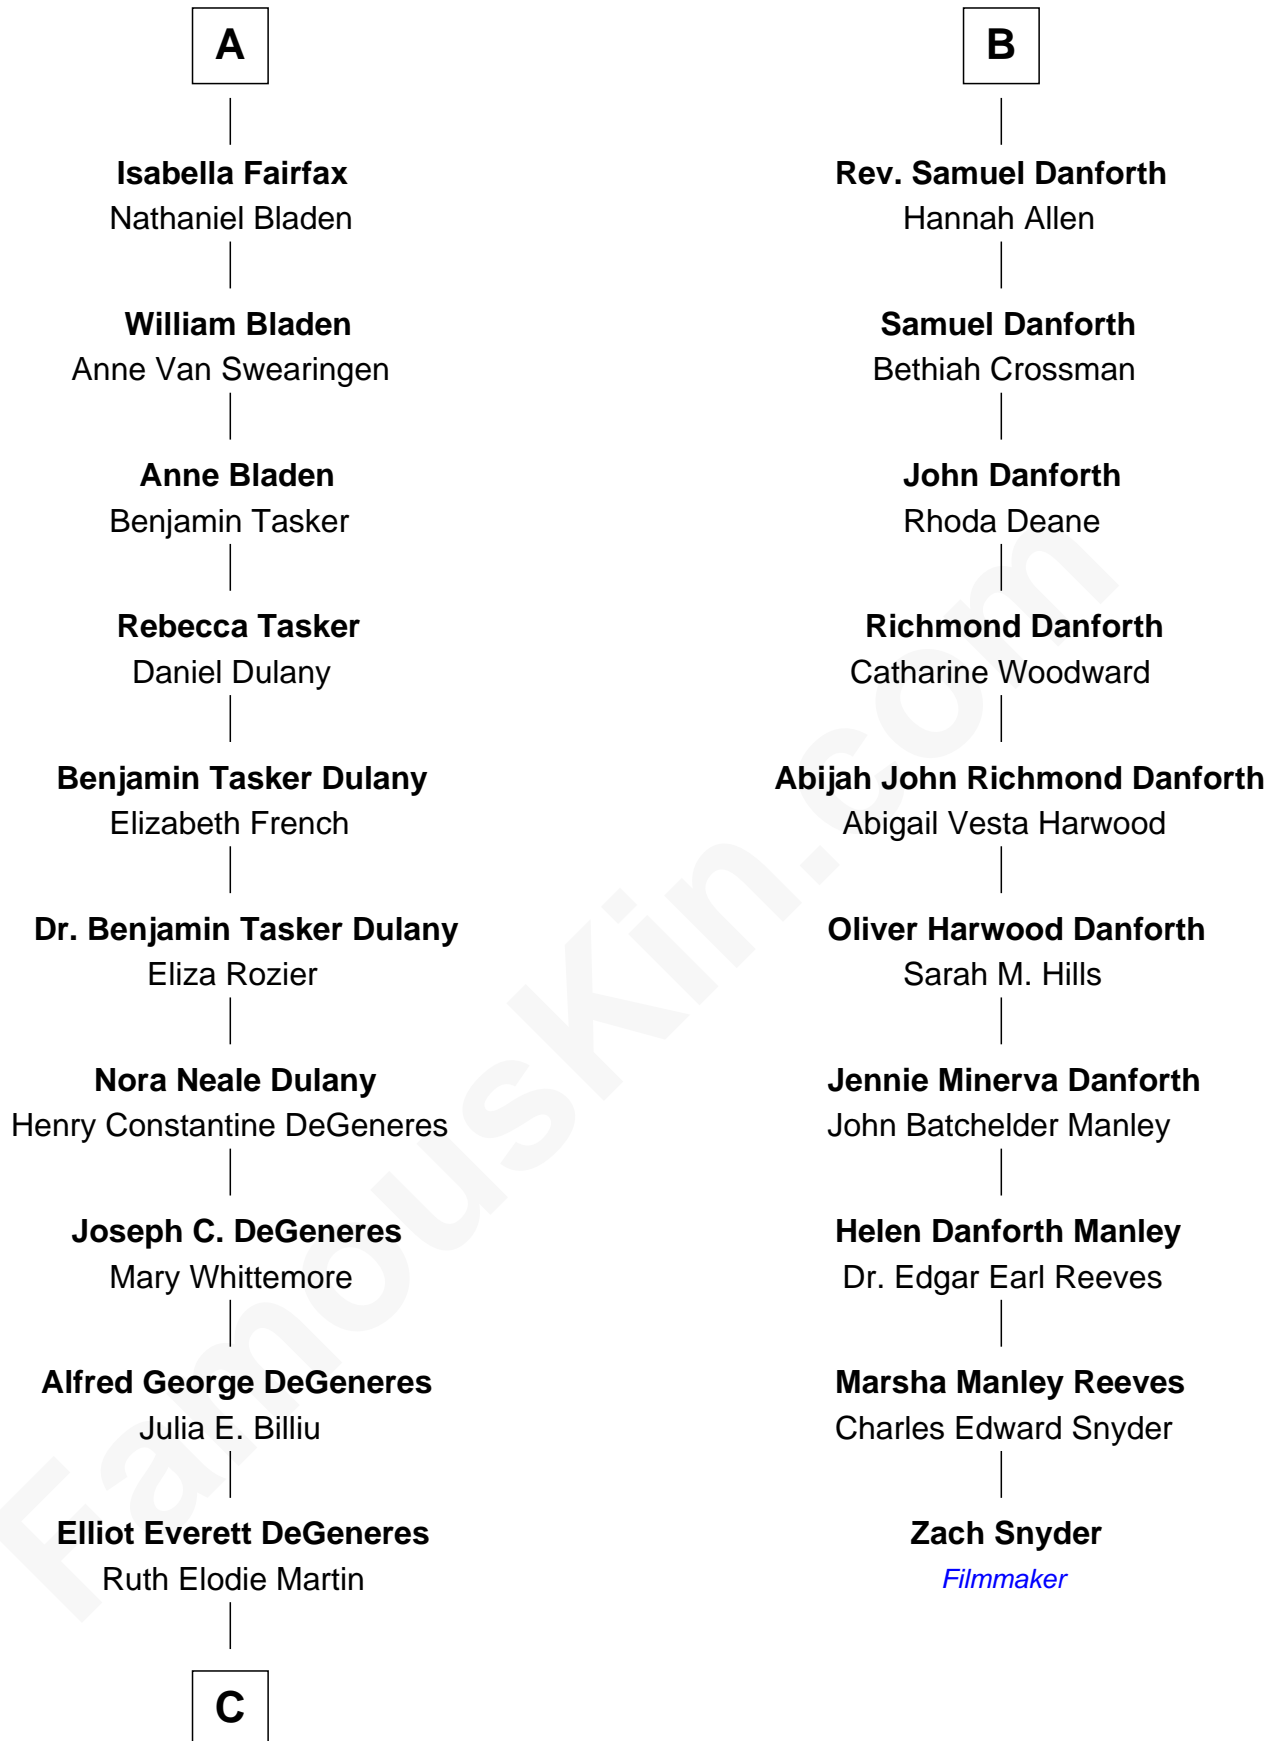 A
Isabella Fairfax
Nathaniel Bladen
William Bladen
Anne Van Swearingen
Anne Bladen
Benjamin Tasker
Rebecca Tasker
Daniel Dulany
Benjamin Tasker Dulany
Elizabeth French
Dr. Benjamin Tasker Dulany
Eliza Rozier
Nora Neale Dulany
Henry Constantine DeGeneres
Joseph C. DeGeneres
Mary Whittemore
Alfred George DeGeneres
Julia E. Billiu
Elliot Everett DeGeneres
Ruth Elodie Martin
C
B
Rev. Samuel Danforth
Hannah Allen
Samuel Danforth
Bethiah Crossman
John Danforth
Rhoda Deane
Richmond Danforth
Catharine Woodward
Abijah John Richmond Danforth
Abigail Vesta Harwood
Oliver Harwood Danforth
Sarah M. Hills
Jennie Minerva Danforth
John Batchelder Manley
Helen Danforth Manley
Dr. Edgar Earl Reeves
Marsha Manley Reeves
Charles Edward Snyder
Zach Snyder
Filmmaker
FamousKin.com